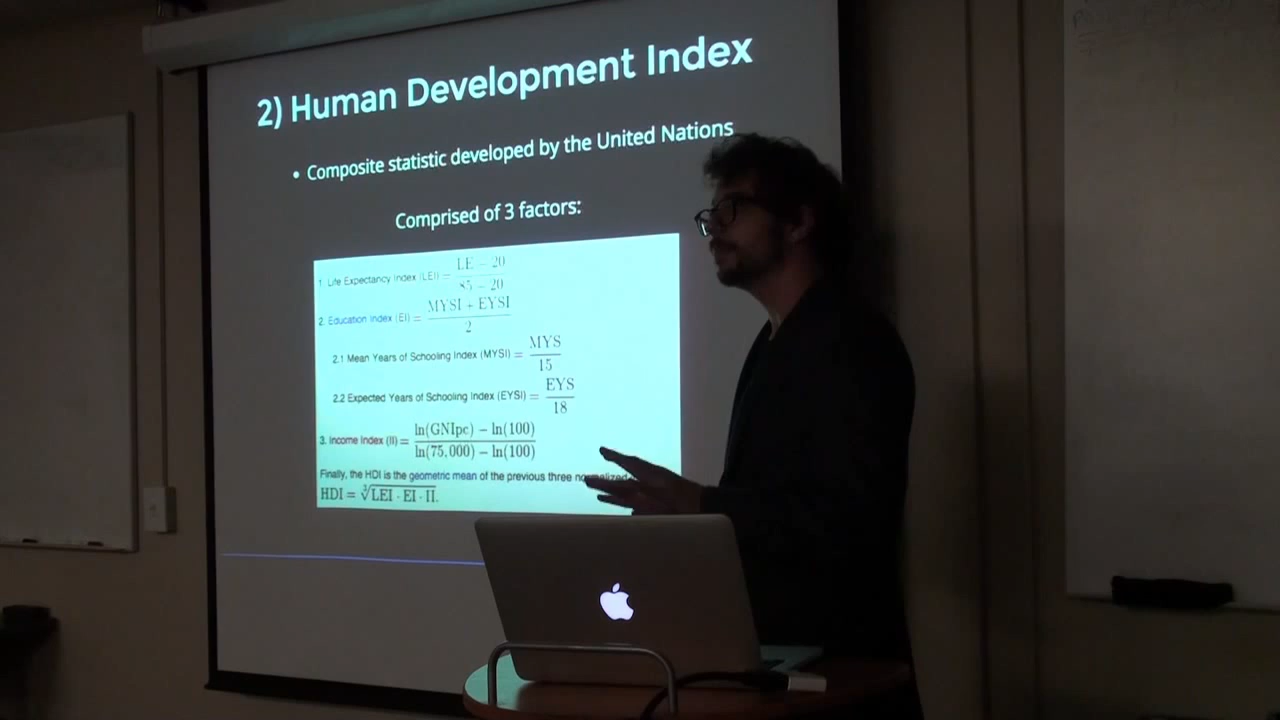 2) Human Development Index
• Composite statistic developed by the United Nations
Comprised of 3 factors:
1. Life Expectancy Index (LEI) = LE − 20 / 85 − 20
2. Education Index (EI) = MYSI + EYSI / 2
2.1 Mean Years of Schooling Index (MYSI) = MYS / 15
2.2 Expected Years of Schooling Index (EYSI) = EYS / 18
3. Income Index (II) = ln(GNIpc) − ln(100) / ln(75,000) − ln(100)
Finally, the HDI is the geometric mean of the previous three normalized
HDI = ∛LEI · EI · II.